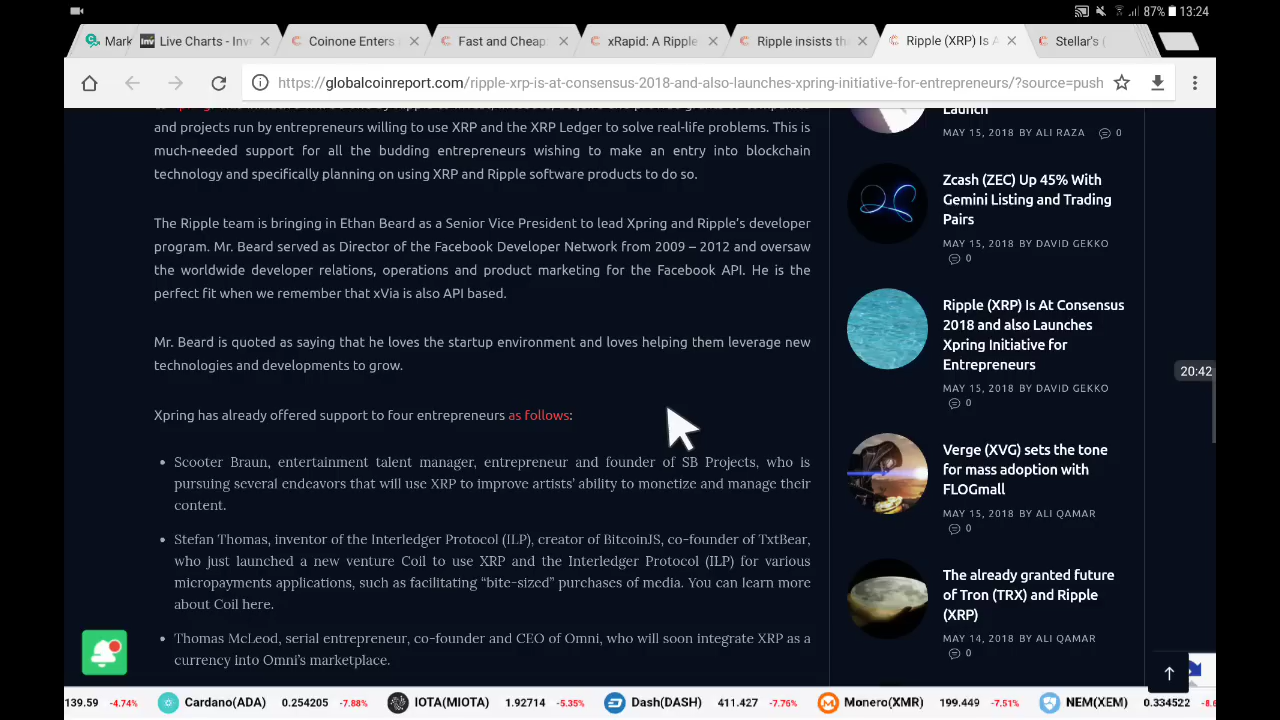 87% 13:24
Mark
Live Charts - Inv
Coinone Enters a
Fast and Cheap:
xRapid: A Ripple
Ripple insists tha
Ripple (XRP) Is A
Stellar's (
https://globalcoinreport.com/ripple-xrp-is-at-consensus-2018-and-also-launches-xpring-initiative-for-entrepreneurs/?source=push
and projects run by entrepreneurs willing to use XRP and the XRP Ledger to solve real-life problems. This is
much-needed support for all the budding entrepreneurs wishing to make an entry into blockchain
technology and specifically planning on using XRP and Ripple software products to do so.
The Ripple team is bringing in Ethan Beard as a Senior Vice President to lead Xpring and Ripple's developer
program. Mr. Beard served as Director of the Facebook Developer Network from 2009 – 2012 and oversaw
the worldwide developer relations, operations and product marketing for the Facebook API. He is the
perfect fit when we remember that xVia is also API based.
Mr. Beard is quoted as saying that he loves the startup environment and loves helping them leverage new
technologies and developments to grow.
Xpring has already offered support to four entrepreneurs as follows:
Scooter Braun, entertainment talent manager, entrepreneur and founder of SB Projects, who is
pursuing several endeavors that will use XRP to improve artists' ability to monetize and manage their
content.
Stefan Thomas, inventor of the Interledger Protocol (ILP), creator of BitcoinJS, co-founder of TxtBear,
who just launched a new venture Coil to use XRP and the Interledger Protocol (ILP) for various
micropayments applications, such as facilitating “bite-sized” purchases of media. You can learn more
about Coil here.
Thomas McLeod, serial entrepreneur, co-founder and CEO of Omni, who will soon integrate XRP as a
currency into Omni's marketplace.
Launch
MAY 15, 2018 BY ALI RAZA 0
Zcash (ZEC) Up 45% With
Gemini Listing and Trading
Pairs
MAY 15, 2018 BY DAVID GEKKO
0
Ripple (XRP) Is At Consensus
2018 and also Launches
Xpring Initiative for
Entrepreneurs
MAY 15, 2018 BY DAVID GEKKO
0
Verge (XVG) sets the tone
for mass adoption with
FLOGmall
MAY 15, 2018 BY ALI QAMAR
0
The already granted future
of Tron (TRX) and Ripple
(XRP)
MAY 14, 2018 BY ALI QAMAR
0
20:42
139.59 -4.74% Cardano(ADA) 0.254205 -7.88% IOTA(MIOTA) 1.92714 -5.35% Dash(DASH) 411.427 -7.76% Monero(XMR) 199.449 -7.51% NEM(XEM) 0.334522